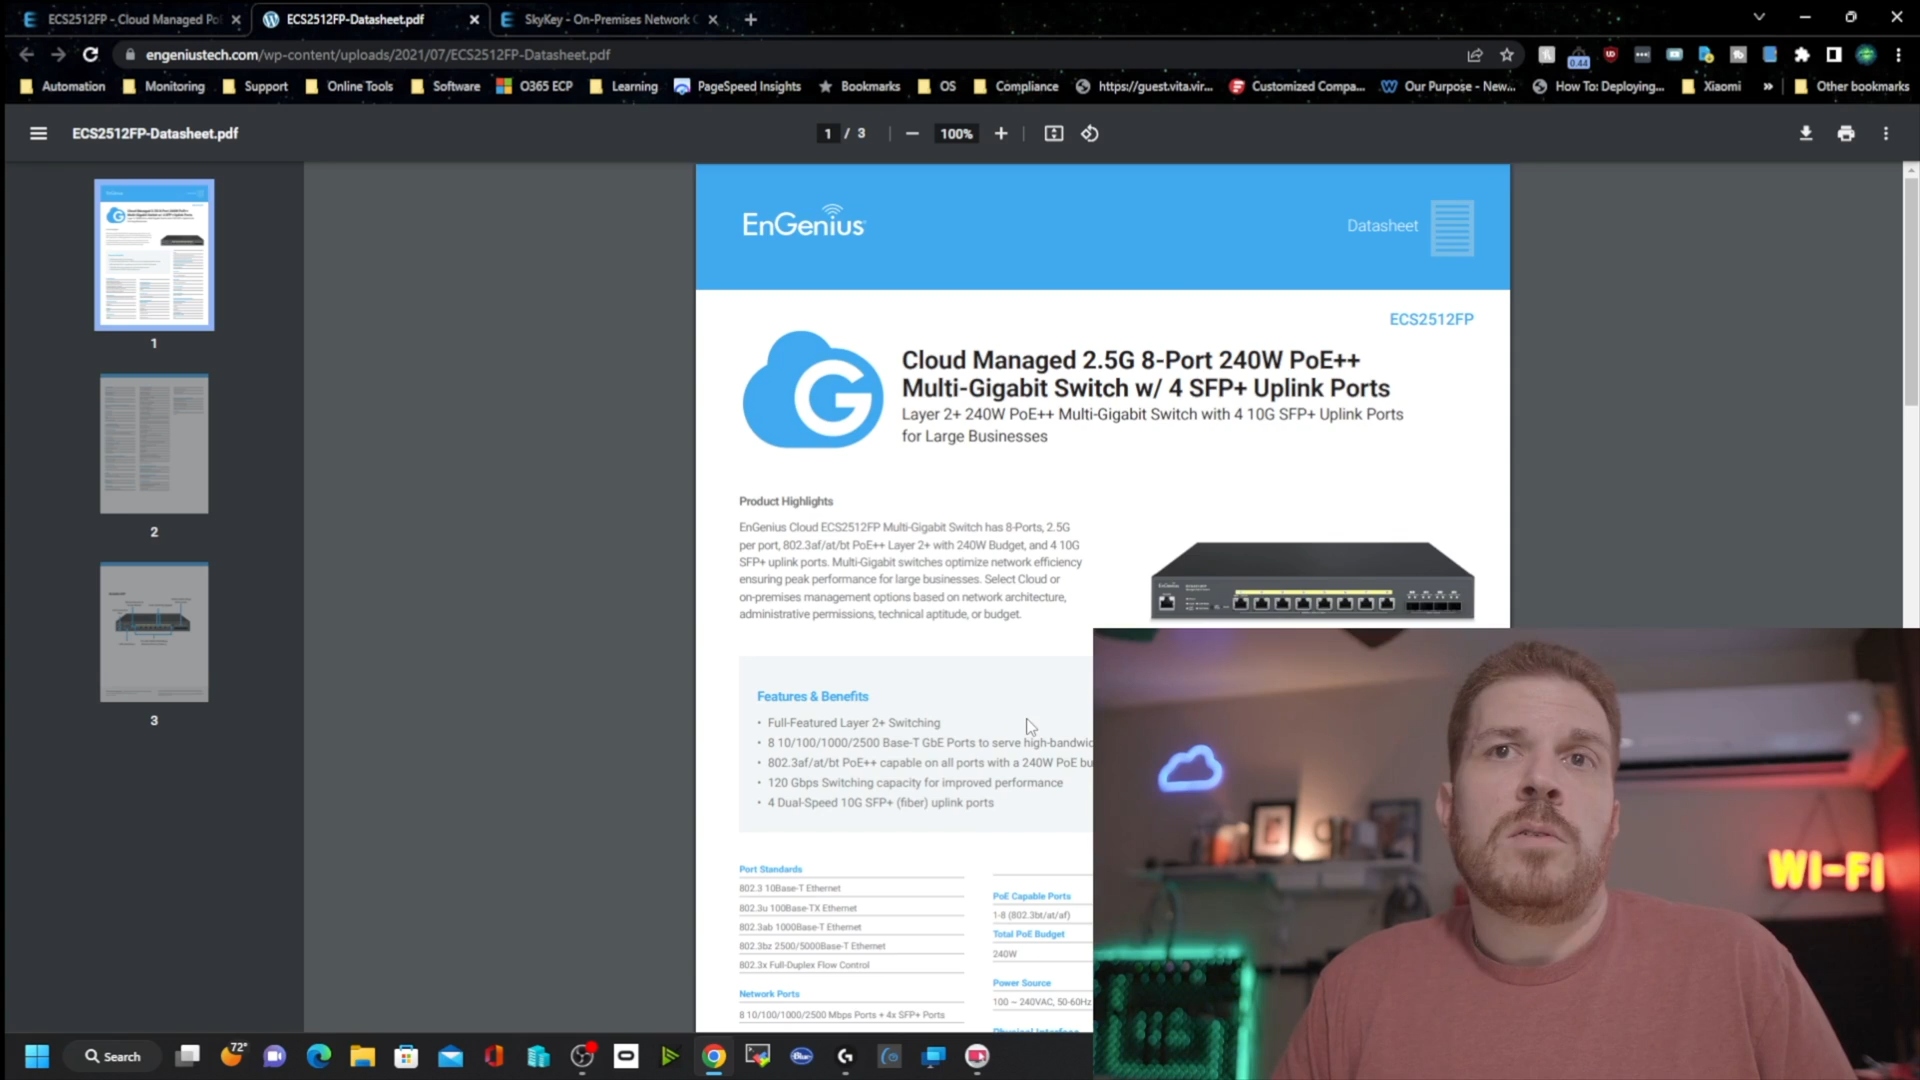 ECS2512FP - Cloud Managed Po
ECS2512FP-Datasheet.pdf
SkyKey - On-Premises Network C
engeniustech.com/wp-content/uploads/2021/07/ECS2512FP-Datasheet.pdf
0.44
Automation
Monitoring
Support
Online Tools
Software
O365 ECP
Learning
PageSpeed Insights
Bookmarks
OS
Compliance
https://guest.vita.vir...
Customized Compa...
Our Purpose - New...
How To: Deploying,...
Xiaomi
»
Other bookmarks
ECS2512FP-Datasheet.pdf
1 / 3
100%
1
2
3
EnGenius
Datasheet
ECS2512FP
G
Cloud Managed 2.5G 8-Port 240W PoE++
Multi-Gigabit Switch w/ 4 SFP+ Uplink Ports
Layer 2+ 240W PoE++ Multi-Gigabit Switch with 4 10G SFP+ Uplink Ports
for Large Businesses
Product Highlights
EnGenius Cloud ECS2512FP Multi-Gigabit Switch has 8-Ports, 2.5G
per port, 802.3af/at/bt PoE++ Layer 2+ with 240W Budget, and 4 10G
SFP+ uplink ports. Multi-Gigabit switches optimize network efficiency
ensuring peak performance for large businesses. Select Cloud or
on-premises management options based on network architecture,
administrative permissions, technical aptitude, or budget.
Features & Benefits
• Full-Featured Layer 2+ Switching
• 8 10/100/1000/2500 Base-T GbE Ports to serve high-bandwid
• 802.3af/at/bt PoE++ capable on all ports with a 240W PoE bu
• 120 Gbps Switching capacity for improved performance
• 4 Dual-Speed 10G SFP+ (fiber) uplink ports
Port Standards
802.3 10Base-T Ethernet
802.3u 100Base-TX Ethernet
802.3ab 1000Base-T Ethernet
802.3bz 2500/5000Base-T Ethernet
802.3x Full-Duplex Flow Control
Network Ports
8 10/100/1000/2500 Mbps Ports + 4x SFP+ Ports
PoE Capable Ports
1-8 (802.3bt/at/af)
Total PoE Budget
240W
Power Source
100 ~ 240VAC, 50-60Hz
Physical Interface
WI-FI
Search
72°
Blue